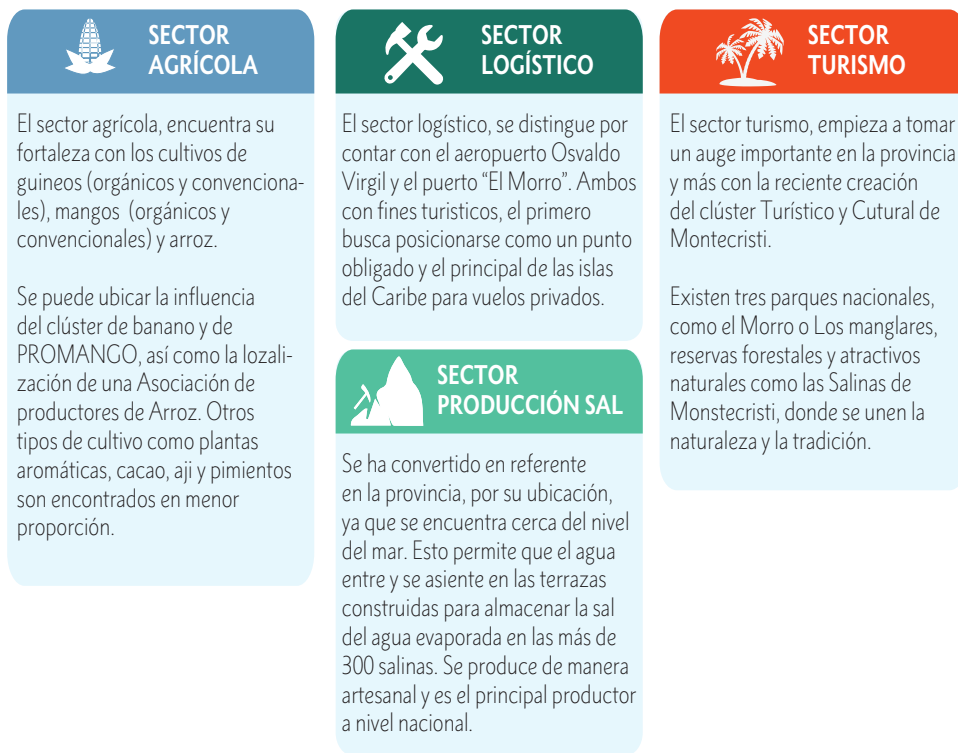 SECTOR
AGRÍCOLA
El sector agrícola, encuentra su
fortaleza con los cultivos de
guineos (orgánicos y convenciona-
les), mangos (orgánicos y
convencionales) y arroz.
Se puede ubicar la influencia
del clúster de banano y de
PROMANGO, así como la lozali-
zación de una Asociación de
productores de Arroz. Otros
tipos de cultivo como plantas
aromáticas, cacao, aji y pimientos
son encontrados en menor
proporción.
SECTOR
LOGÍSTICO
El sector logístico, se distingue por
contar con el aeropuerto Osvaldo
Virgil y el puerto “El Morro”. Ambos
con fines turisticos, el primero
busca posicionarse como un punto
obligado y el principal de las islas
del Caribe para vuelos privados.
SECTOR
PRODUCCIÓN SAL
Se ha convertido en referente
en la provincia, por su ubicación,
ya que se encuentra cerca del nivel
del mar. Esto permite que el agua
entre y se asiente en las terrazas
construidas para almacenar la sal
del agua evaporada en las más de
300 salinas. Se produce de manera
artesanal y es el principal productor
a nivel nacional.
SECTOR
TURISMO
El sector turismo, empieza a tomar
un auge importante en la provincia
y más con la reciente creación
del clúster Turístico y Cutural de
Montecristi.
Existen tres parques nacionales,
como el Morro o Los manglares,
reservas forestales y atractivos
naturales como las Salinas de
Monstecristi, donde se unen la
naturaleza y la tradición.